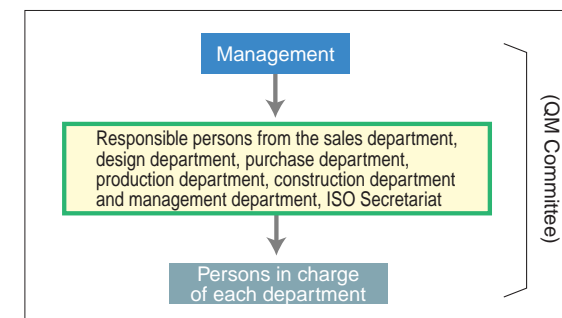 Management
Responsible persons from the sales department,
design department, purchase department,
production department, construction department
and management department, ISO Secretariat
Persons in charge
of each department
(QM Committee)